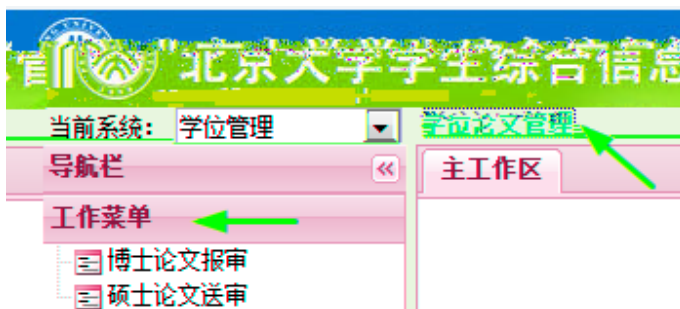 北京大学学生综合信息
当前系统: 学位管理 学位论文管理
导航栏 主工作区
工作菜单
博士论文报审
硕士论文送审